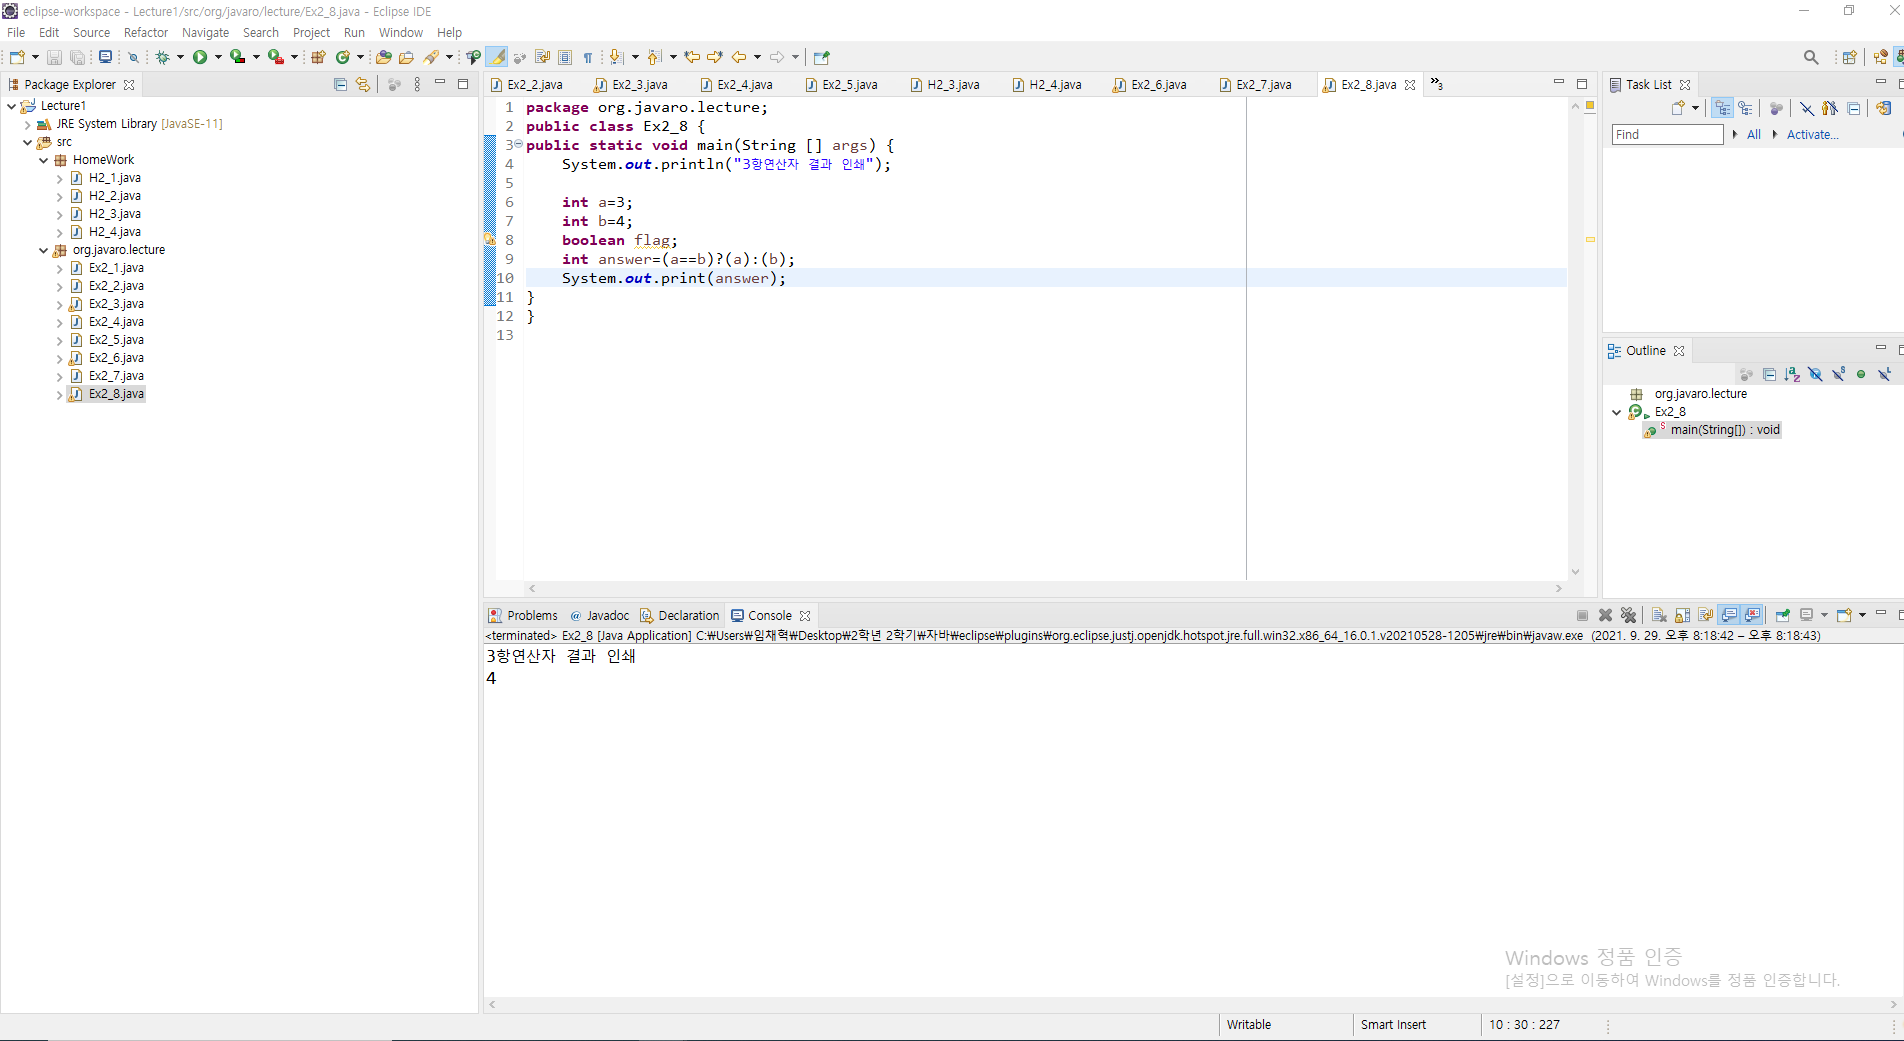 eclipse-workspace - Lecture1/src/org/javaro/lecture/Ex2_8.java - Eclipse IDE
File Edit Source Refactor Navigate Search Project Run Window Help
Package Explorer
Lecture1
JRE System Library [JavaSE-11]
src
HomeWork
H2_1.java
H2_2.java
H2_3.java
H2_4.java
org.javaro.lecture
Ex2_1.java
Ex2_2.java
Ex2_3.java
Ex2_4.java
Ex2_5.java
Ex2_6.java
Ex2_7.java
Ex2_8.java
Ex2_2.java Ex2_3.java Ex2_4.java Ex2_5.java H2_3.java H2_4.java Ex2_6.java Ex2_7.java Ex2_8.java »3
1 package org.javaro.lecture;
2 public class Ex2_8 {
3 public static void main(String [] args) {
4     System.out.println("3항연산자 결과 인쇄");
5
6     int a=3;
7     int b=4;
8     boolean flag;
9     int answer=(a==b)?(a):(b);
10     System.out.print(answer);
11 }
12 }
13
Task List
Find All Activate...
Outline
org.javaro.lecture
Ex2_8
main(String[]) : void
Problems @ Javadoc Declaration Console
<terminated> Ex2_8 [Java Application] C:₩Users₩임채혁₩Desktop₩2학년 2학기₩자바₩eclipse₩plugins₩org.eclipse.justj.openjdk.hotspot.jre.full.win32.x86_64_16.0.1.v20210528-1205₩jre₩bin₩javaw.exe (2021. 9. 29. 오후 8:18:42 – 오후 8:18:43)
3항연산자 결과 인쇄
4
Windows 정품 인증
[설정]으로 이동하여 Windows를 정품 인증합니다.
Writable Smart Insert 10 : 30 : 227